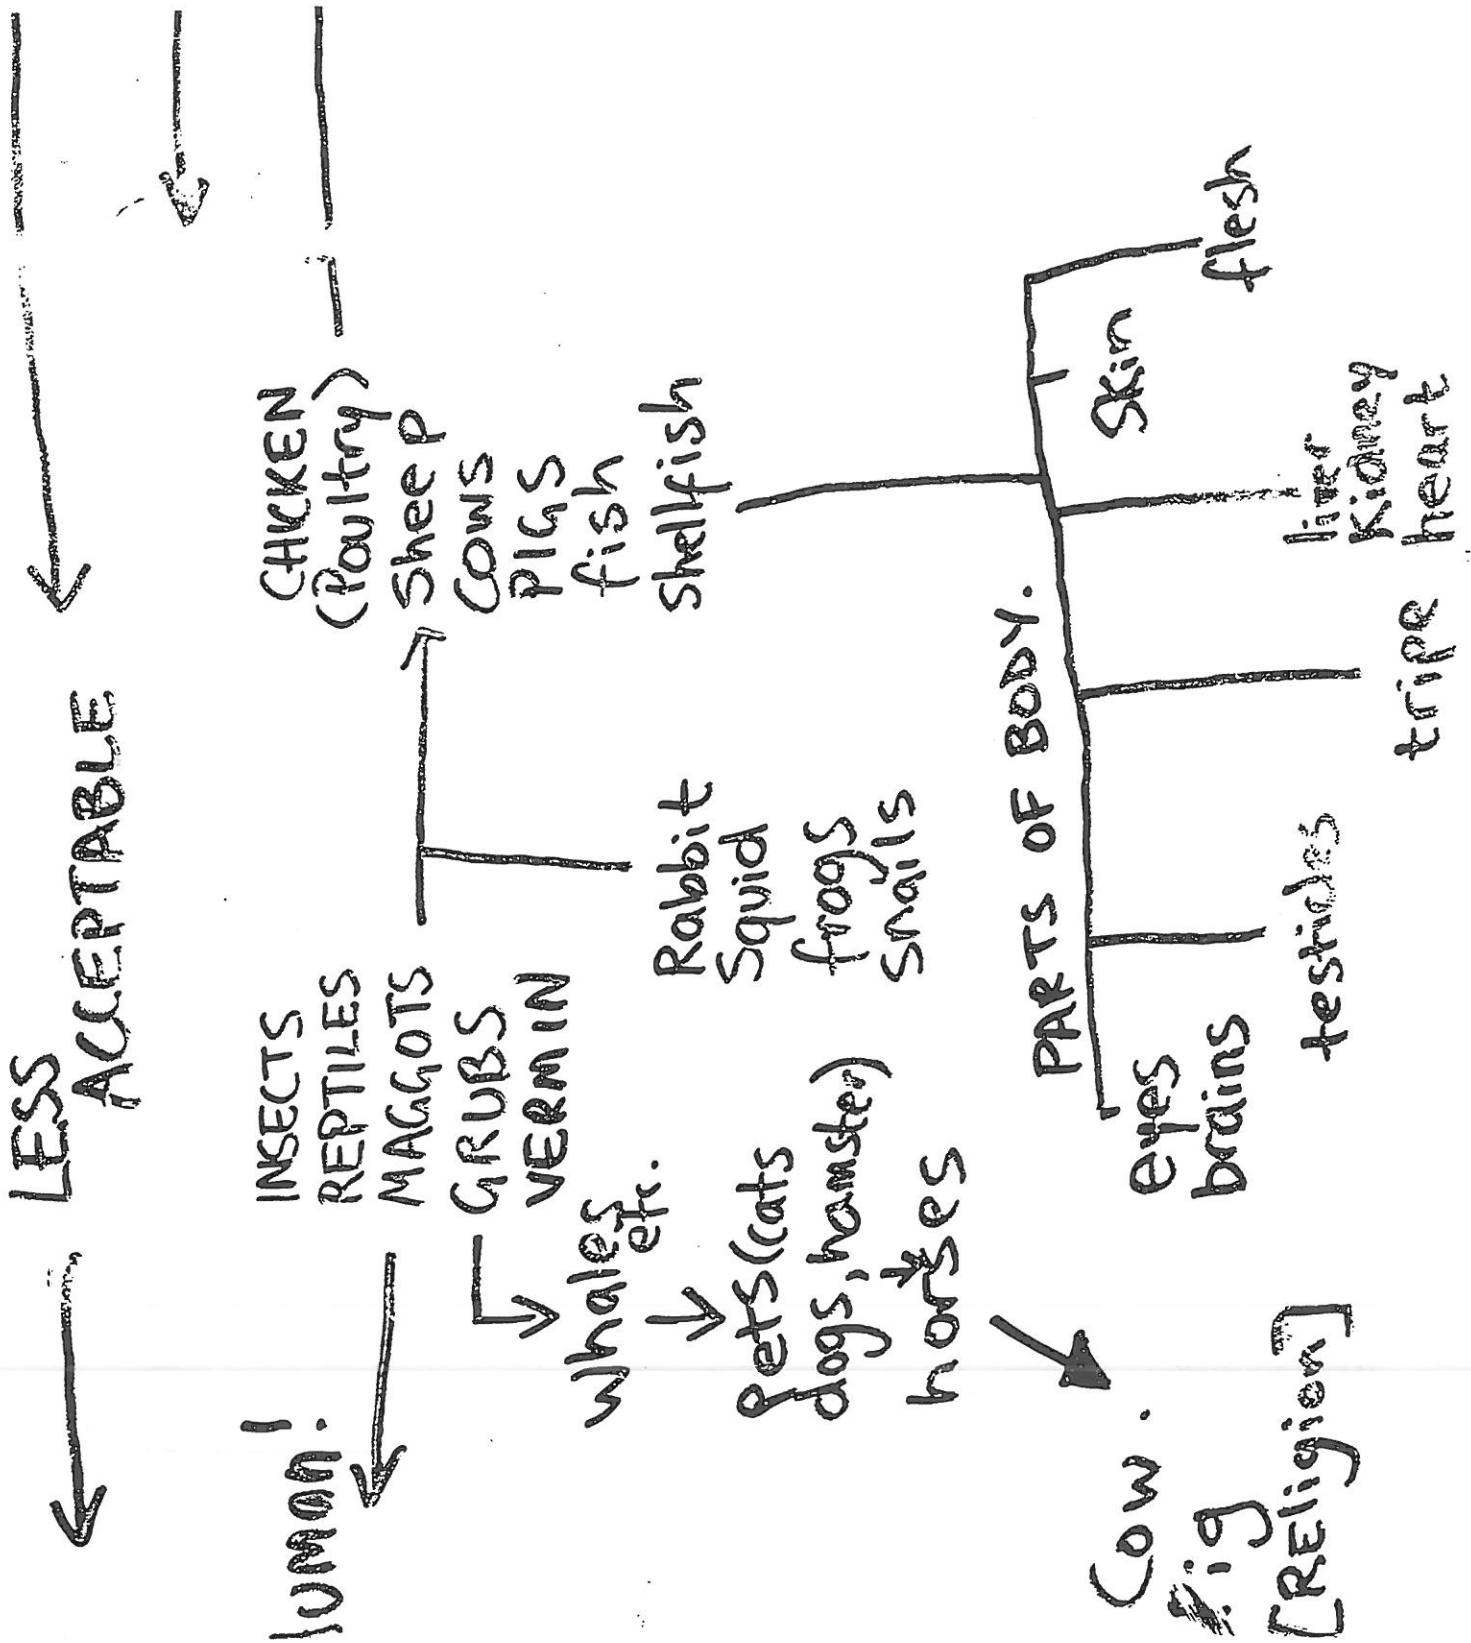 LESS
ACCEPTABLE
uman!
INSECTS
REPTILES
MAGGOTS
GRUBS
VERMIN
CHICKEN
(Poultry)
Sheep
Cows
PIGS
fish
shellfish
Whales
etc.
Pets (cats
dogs, hamster)
horses
Rabbit
Squid
frogs
snails
Cow.
Pig
[RELigion]
PARTS OF BODY.
eyes
brains
testicles
tripe
liver
Kidney
heart
Skin
flesh